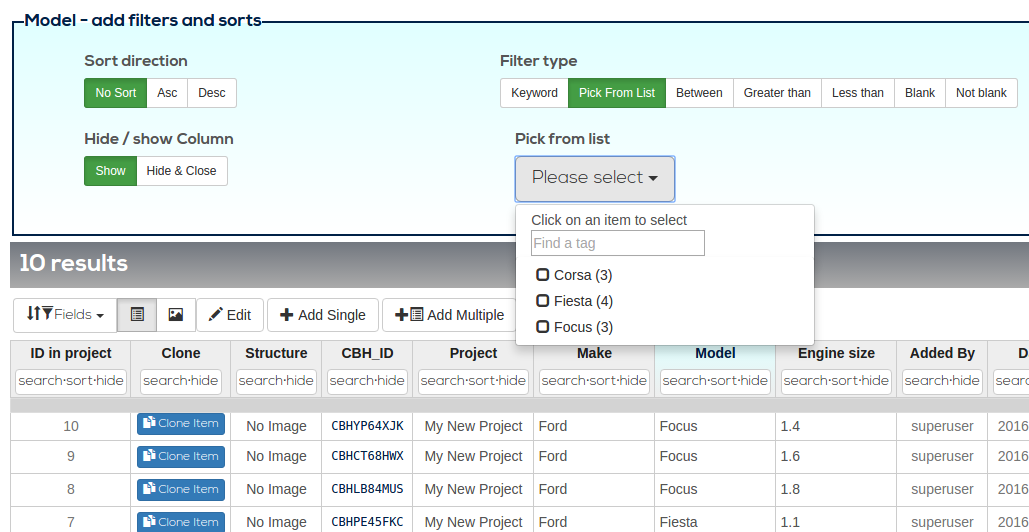 Model - add filters and sorts
Sort direction Filter type
No Sort Asc Desc Keyword Pick From List Between Greater than Less than Blank Not blank
Hide / show Column Pick from list
Show Hide & Close Please select
Click on an item to select
Find a tag
10 results
Corsa (3)
Fiesta (4)
Focus (3)
Fields Edit Add Single Add Multiple
ID in project Clone Structure CBH_ID Project Make Model Engine size Added By D
search·sort·hide search·hide search·hide search·hide search·sort·hide search·sort·hide search·sort·hide search·sort·hide search·hide sear
10 Clone Item No Image CBHYP64XJK My New Project Ford Focus 1.4 superuser 2016
9 Clone Item No Image CBHCT68HWX My New Project Ford Focus 1.6 superuser 2016
8 Clone Item No Image CBHLB84MUS My New Project Ford Focus 1.8 superuser 2016
7 Clone Item No Image CBHPE45FKC My New Project Ford Fiesta 1.1 superuser 2016